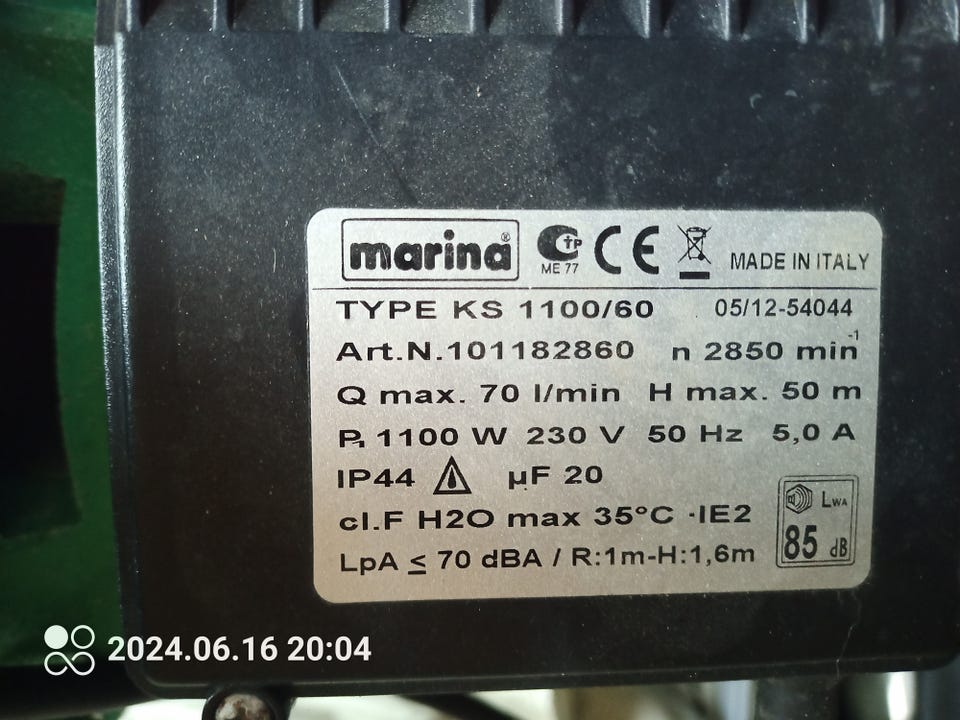 marina® CTP ME 77 CE MADE IN ITALY
TYPE KS 1100/60 05/12-54044
Art.N.101182860 n 2850 min-1
Q max. 70 l/min H max. 50 m
P1 1100 W 230 V 50 Hz 5,0 A
IP44 µF 20
cl.F H2O max 35°C -IE2
LWA
85 dB
LpA ≤ 70 dBA / R:1m-H:1,6m
2024.06.16 20:04